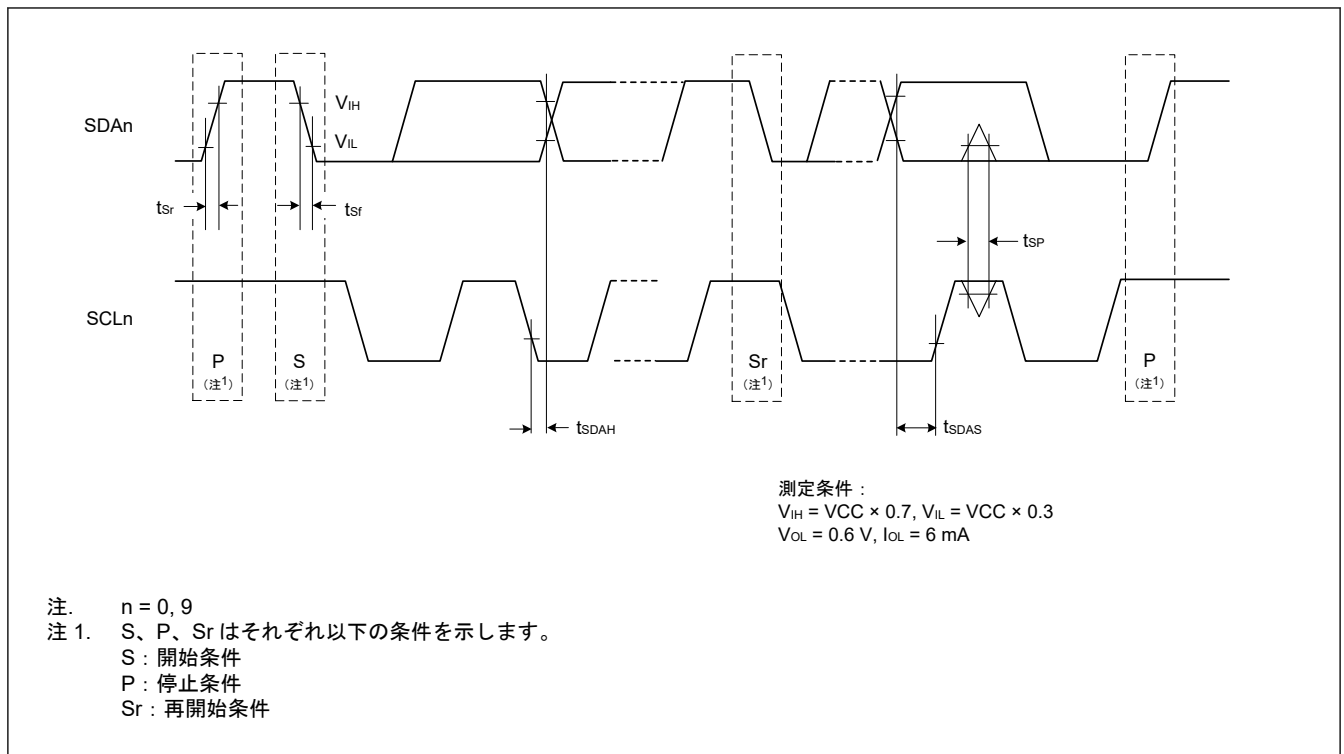 SDAn
VIH
VIL
tSr
tSf
tSP
SCLn
P
(注1)
S
(注1)
Sr
(注1)
P
(注1)
tSDAH
tSDAS
測定条件：
VIH = VCC × 0.7, VIL = VCC × 0.3
VOL = 0.6 V, IOL = 6 mA
注. n = 0, 9
注 1. S、P、Sr はそれぞれ以下の条件を示します。
S：開始条件
P：停止条件
Sr：再開始条件